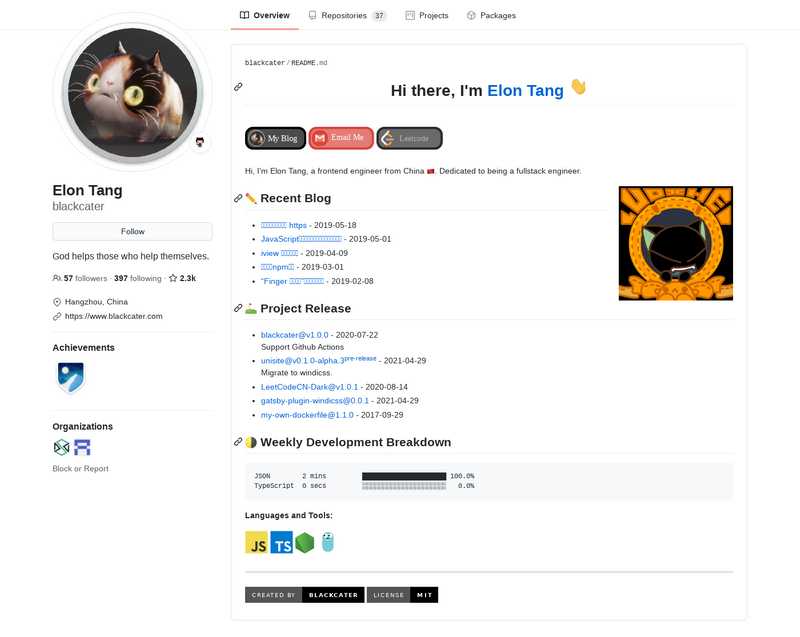 Overview
Repositories 37
Projects
Packages
Elon Tang
blackcater
Follow
God helps those who help themselves.
57 followers · 397 following · 2.3k
Hangzhou, China
https://www.blackcater.com
Achievements
Organizations
Block or Report
blackcater/README.md
Hi there, I'm Elon Tang 👋
My Blog
Email Me
Leetcode
Hi, I'm Elon Tang, a frontend engineer from China 🇨🇳. Dedicated to being a fullstack engineer.
✏️ Recent Blog
https - 2019-05-18
JavaScript - 2019-05-01
iview - 2019-04-09
npm - 2019-03-01
"Finger " - 2019-02-08
Project Release
blackcater@v1.0.0 - 2020-07-22
Support Github Actions
unisite@v0.1.0-alpha.3 pre-release - 2021-04-29
Migrate to windicss.
LeetCodeCN-Dark@v1.0.1 - 2020-08-14
gatsby-plugin-windicss@0.0.1 - 2021-04-29
my-own-dockerfile@1.1.0 - 2017-09-29
🌗 Weekly Development Breakdown
JSON 2 mins 100.0%
TypeScript 0 secs 0.0%
Languages and Tools:
JS TS
CREATED BY BLACKCATER LICENSE MIT